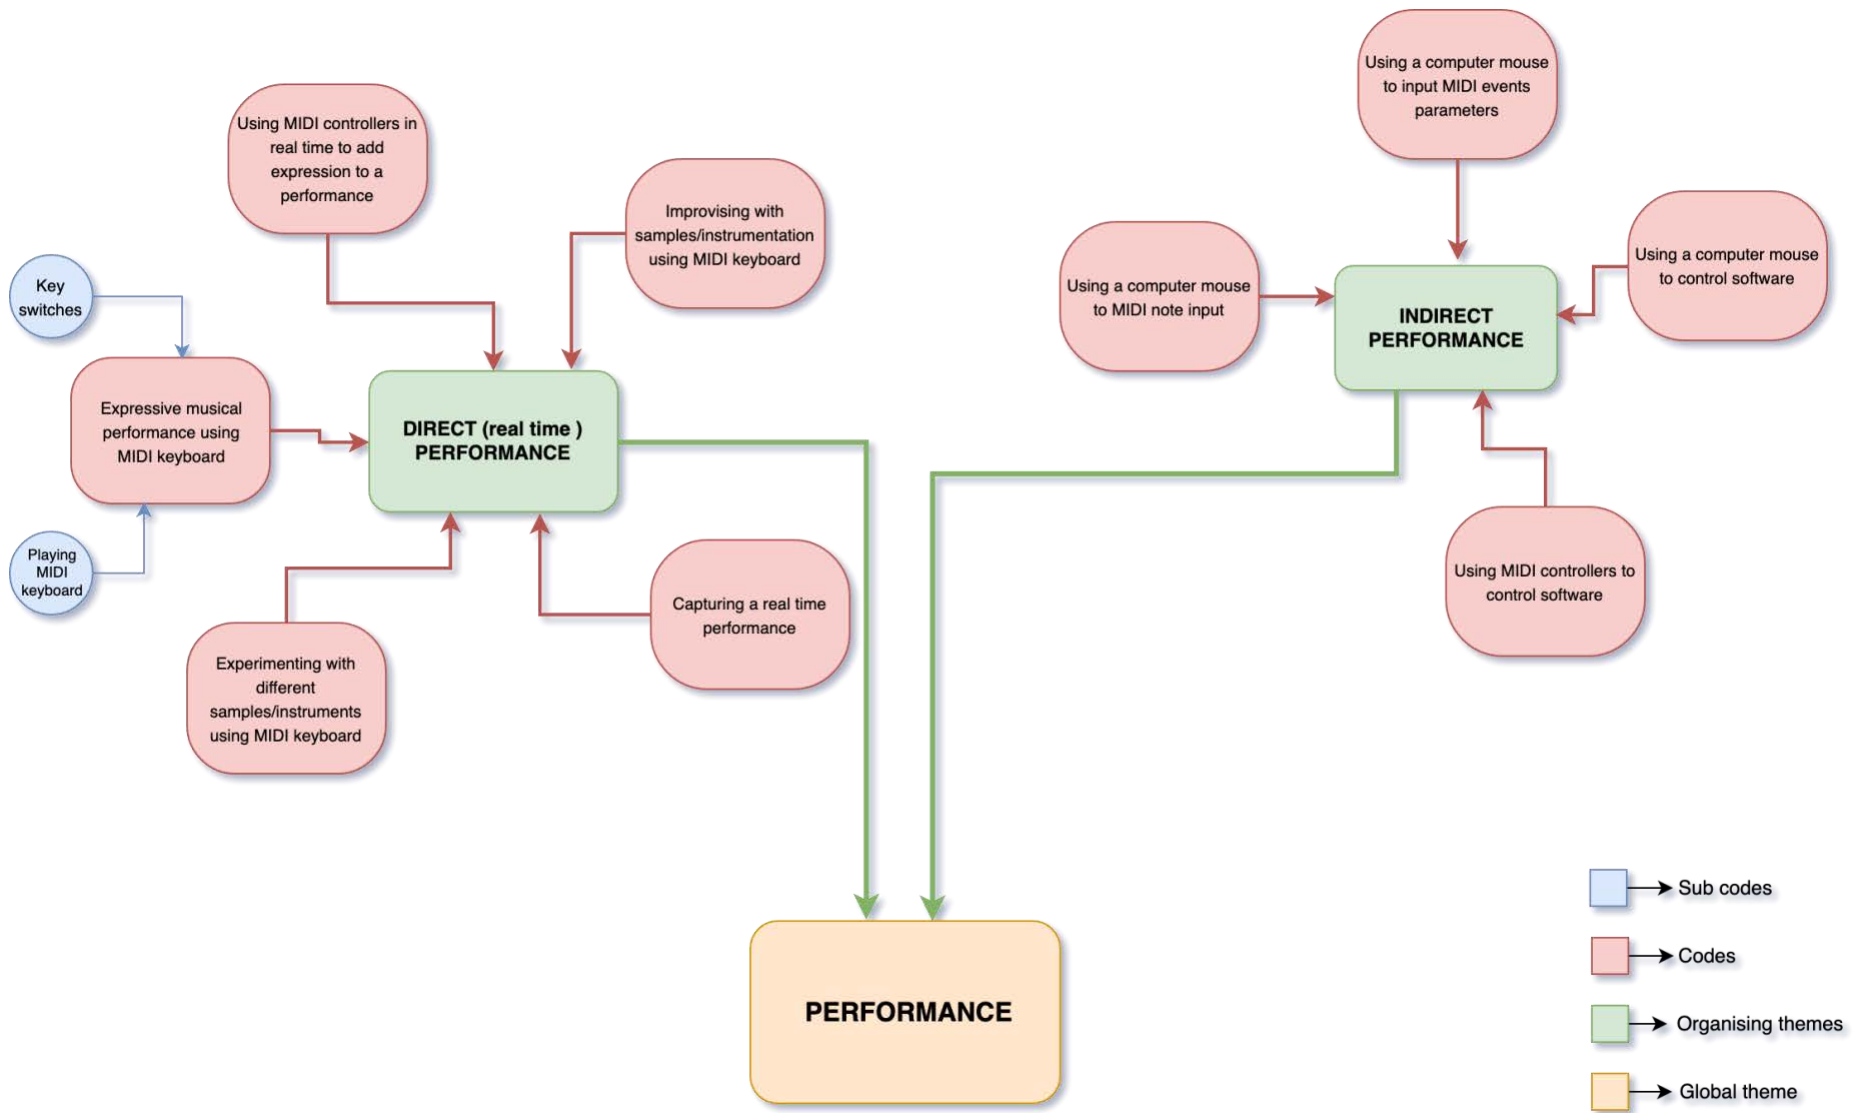 Using a computer mouse
to input MIDI events
parameters
Using MIDI controllers in
real time to add
expression to a
performance
Improvising with
samples/instrumentation
using MIDI keyboard
Using a computer mouse
to control software
Key
switches
Using a computer mouse
to MIDI note input
INDIRECT
PERFORMANCE
Expressive musical
performance using
MIDI keyboard
DIRECT (real time )
PERFORMANCE
Playing
MIDI
keyboard
Capturing a real time
performance
Using MIDI controllers to
control software
Experimenting with
different
samples/instruments
using MIDI keyboard
PERFORMANCE
Sub codes
Codes
Organising themes
Global theme